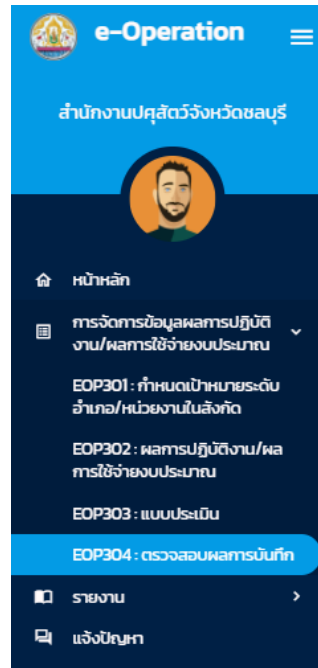 e-Operation
สำนักงานปศุสัตว์จังหวัดชลบุรี
หน้าหลัก
การจัดการข้อมูลผลการปฏิบัติ
งาน/ผลการใช้จ่ายงบประมาณ
EOP301 : กำหนดเป้าหมายระดับ
อำเภอ/หน่วยงานในสังกัด
EOP302 : ผลการปฏิบัติงาน/ผล
การใช้จ่ายงบประมาณ
EOP303 : แบบประเมิน
EOP304 : ตรวจสอบผลการบันทึก
รายงาน
แจ้งปัญหา